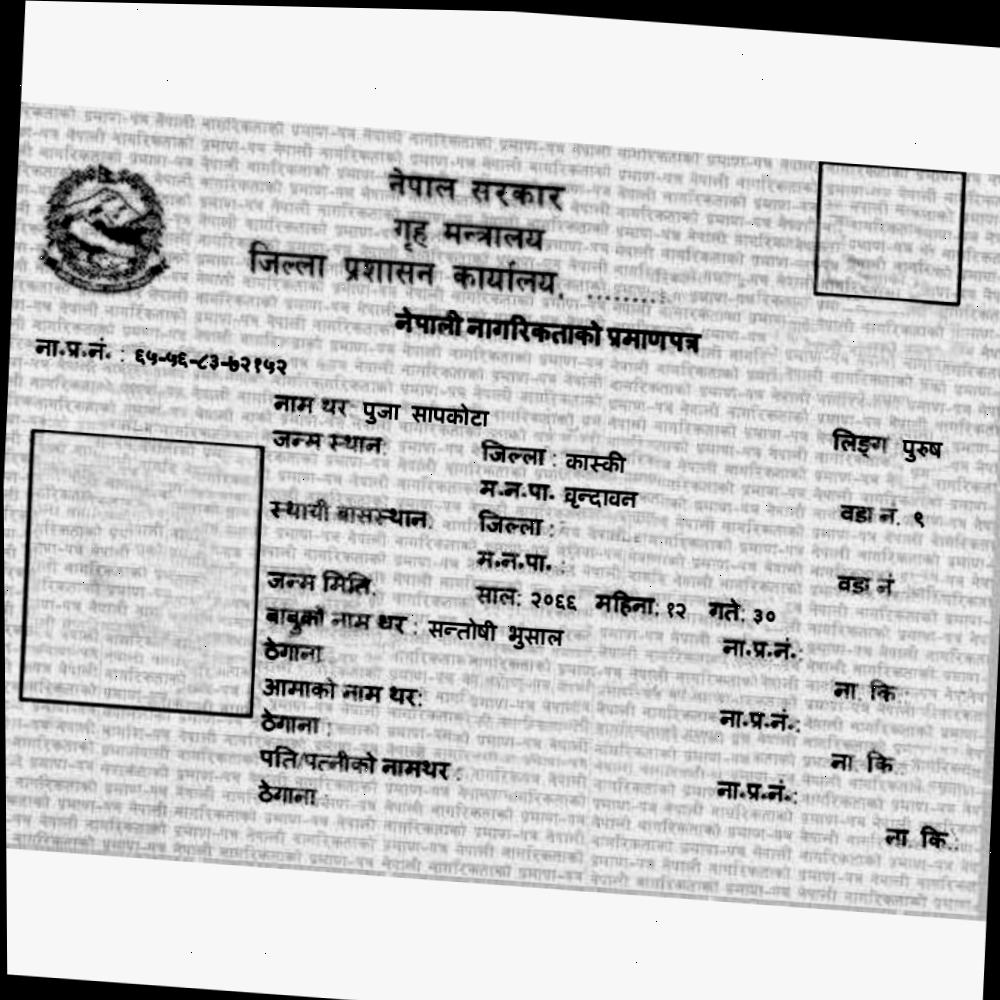 नेपाल सरकार
गृह मन्त्रालय
जिल्ला प्रशासन कार्यालय. .........
नेपाली नागरिकताको प्रमाणपत्र
ना.प्र.नं. : ६५-५६-८३-७२१५२
नाम थर: पुजा सापकोटा
लिङ्ग पुरुष
जन्म स्थान: जिल्ला : कास्की
म.न.पा. वृन्दावन वडा नं. ९
स्थायी बासस्थान: जिल्ला :
म.न.पा. : वडा नं.
जन्म मिति: साल: २०६६ महिना: १२ गते: ३०
बाबुको नाम थर : सन्तोषी भुसाल ना.प्र.नं.:
ठेगाना: ना. कि.:
आमाको नाम थर: ना.प्र.नं.:
ठेगाना : ना. कि.:
पति/पत्नीको नामथर : ना.प्र.नं.:
ठेगाना : ना. कि.: